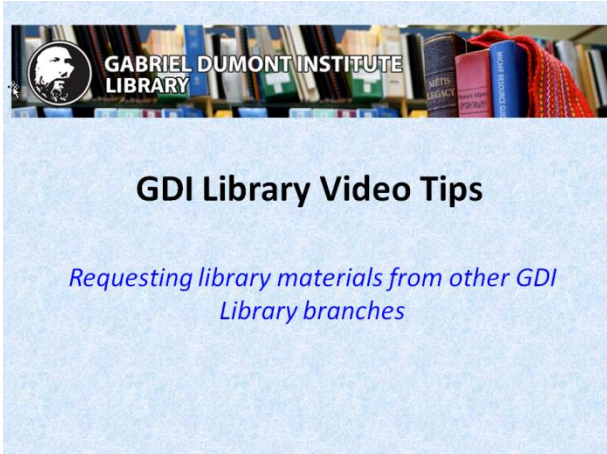 GABRIEL DUMONT INSTITUTE
LIBRARY
MÉTIS
LEGACY
GDI Library Video Tips
Requesting library materials from other GDI
Library branches